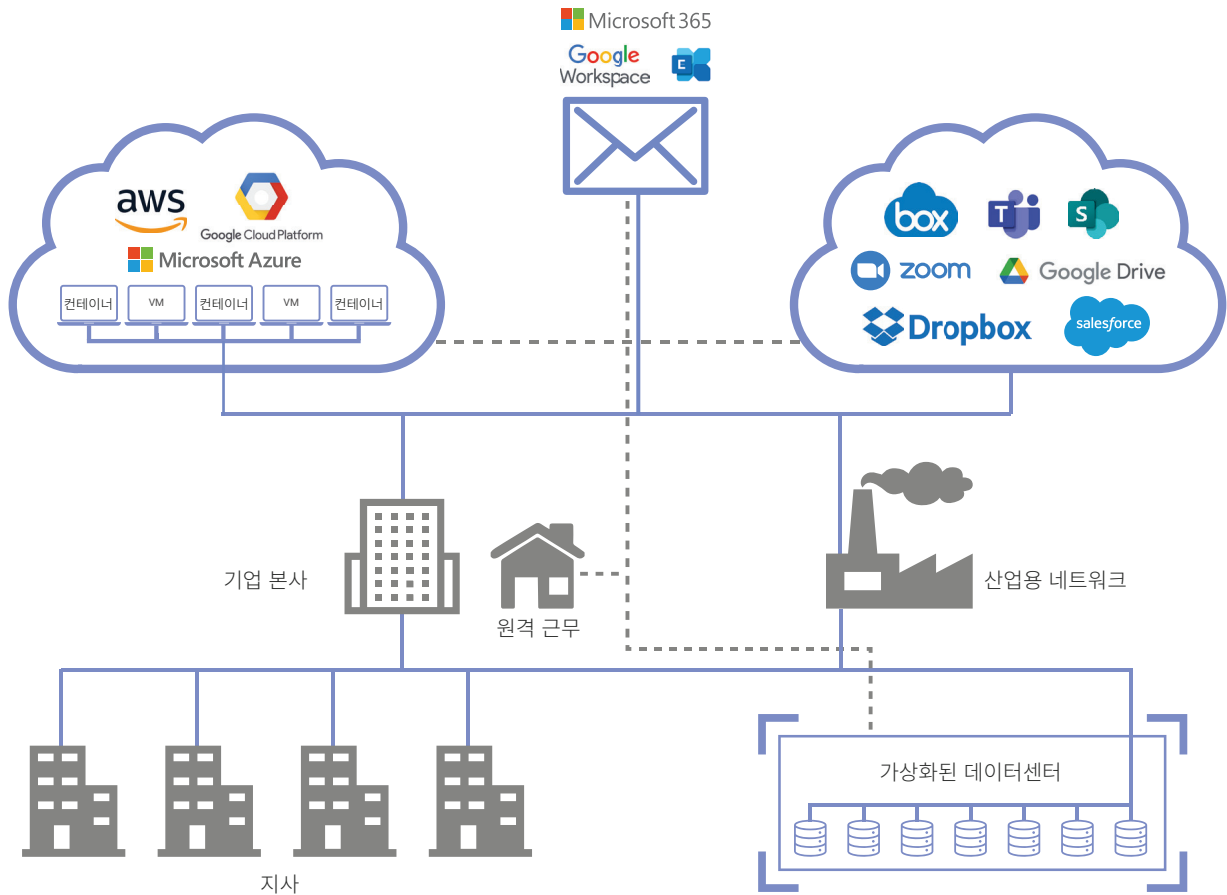 Microsoft 365
Google
Workspace
E
aws
Google Cloud Platform
Microsoft Azure
컨테이너
VM
컨테이너
VM
컨테이너
box
T
S
zoom
Google Drive
Dropbox
salesforce
기업 본사
원격 근무
산업용 네트워크
지사
가상화된 데이터센터